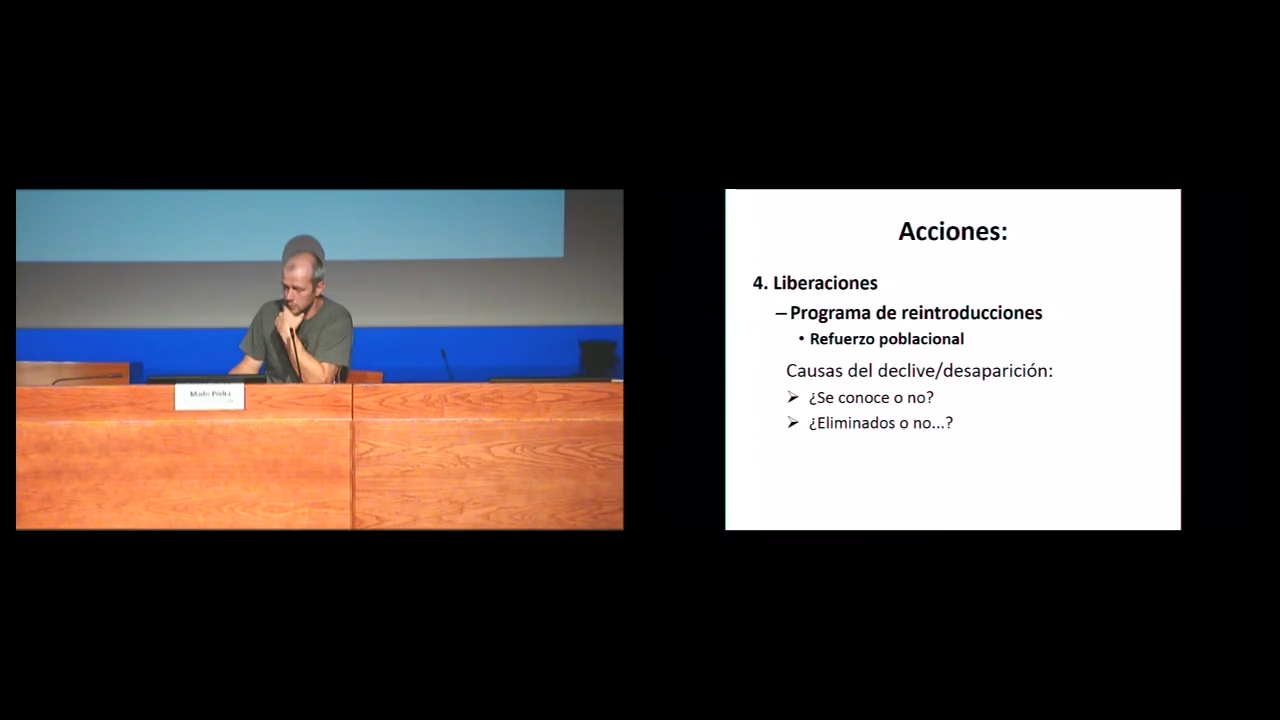 Acciones:
4. Liberaciones
– Programa de reintroducciones
• Refuerzo poblacional
Causas del declive/desaparición:
➤ ¿Se conoce o no?
➤ ¿Eliminados o no...?